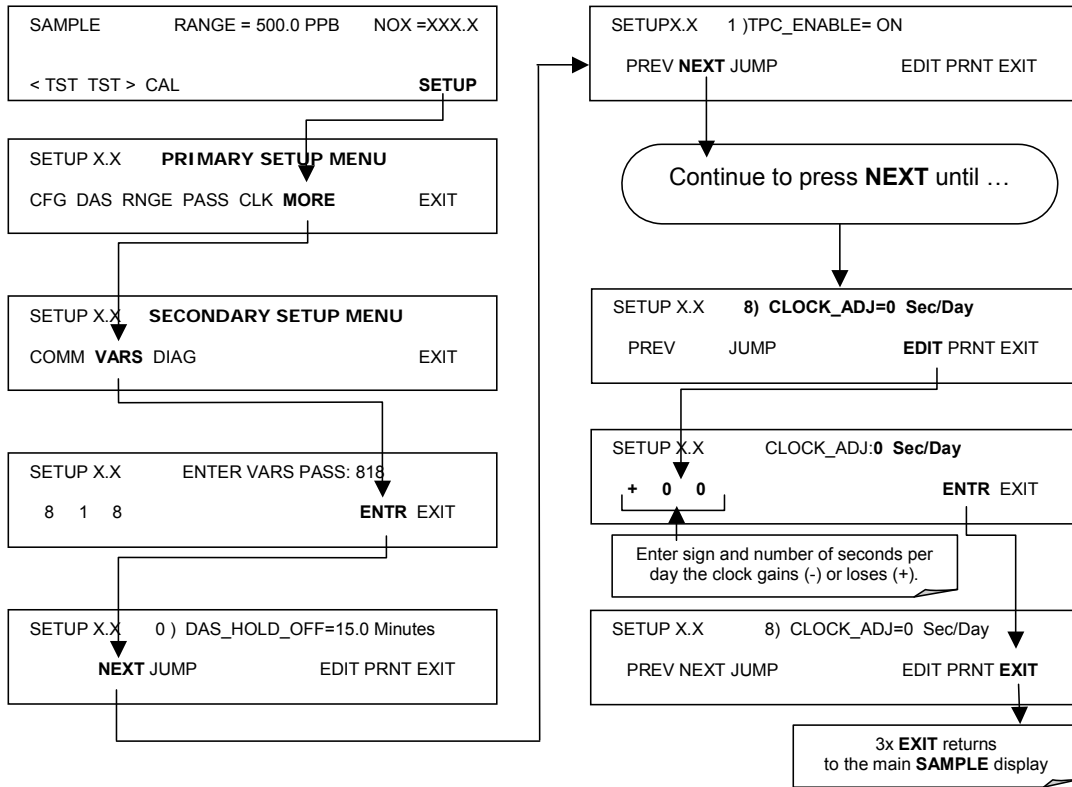 SAMPLE RANGE = 500.0 PPB NOX =XXX.X
< TST TST > CAL SETUP
SETUP X.X PRIMARY SETUP MENU
CFG DAS RNGE PASS CLK MORE EXIT
SETUP X.X SECONDARY SETUP MENU
COMM VARS DIAG EXIT
SETUP X.X ENTER VARS PASS: 818
8 1 8 ENTR EXIT
SETUP X.X 0 ) DAS_HOLD_OFF=15.0 Minutes
NEXT JUMP EDIT PRNT EXIT
SETUPX.X 1 )TPC_ENABLE= ON
PREV NEXT JUMP EDIT PRNT EXIT
Continue to press NEXT until …
SETUP X.X 8) CLOCK_ADJ=0 Sec/Day
PREV JUMP EDIT PRNT EXIT
SETUP X.X CLOCK_ADJ:0 Sec/Day
+ 0 0 ENTR EXIT
Enter sign and number of seconds per
day the clock gains (-) or loses (+).
SETUP X.X 8) CLOCK_ADJ=0 Sec/Day
PREV NEXT JUMP EDIT PRNT EXIT
3x EXIT returns
to the main SAMPLE display